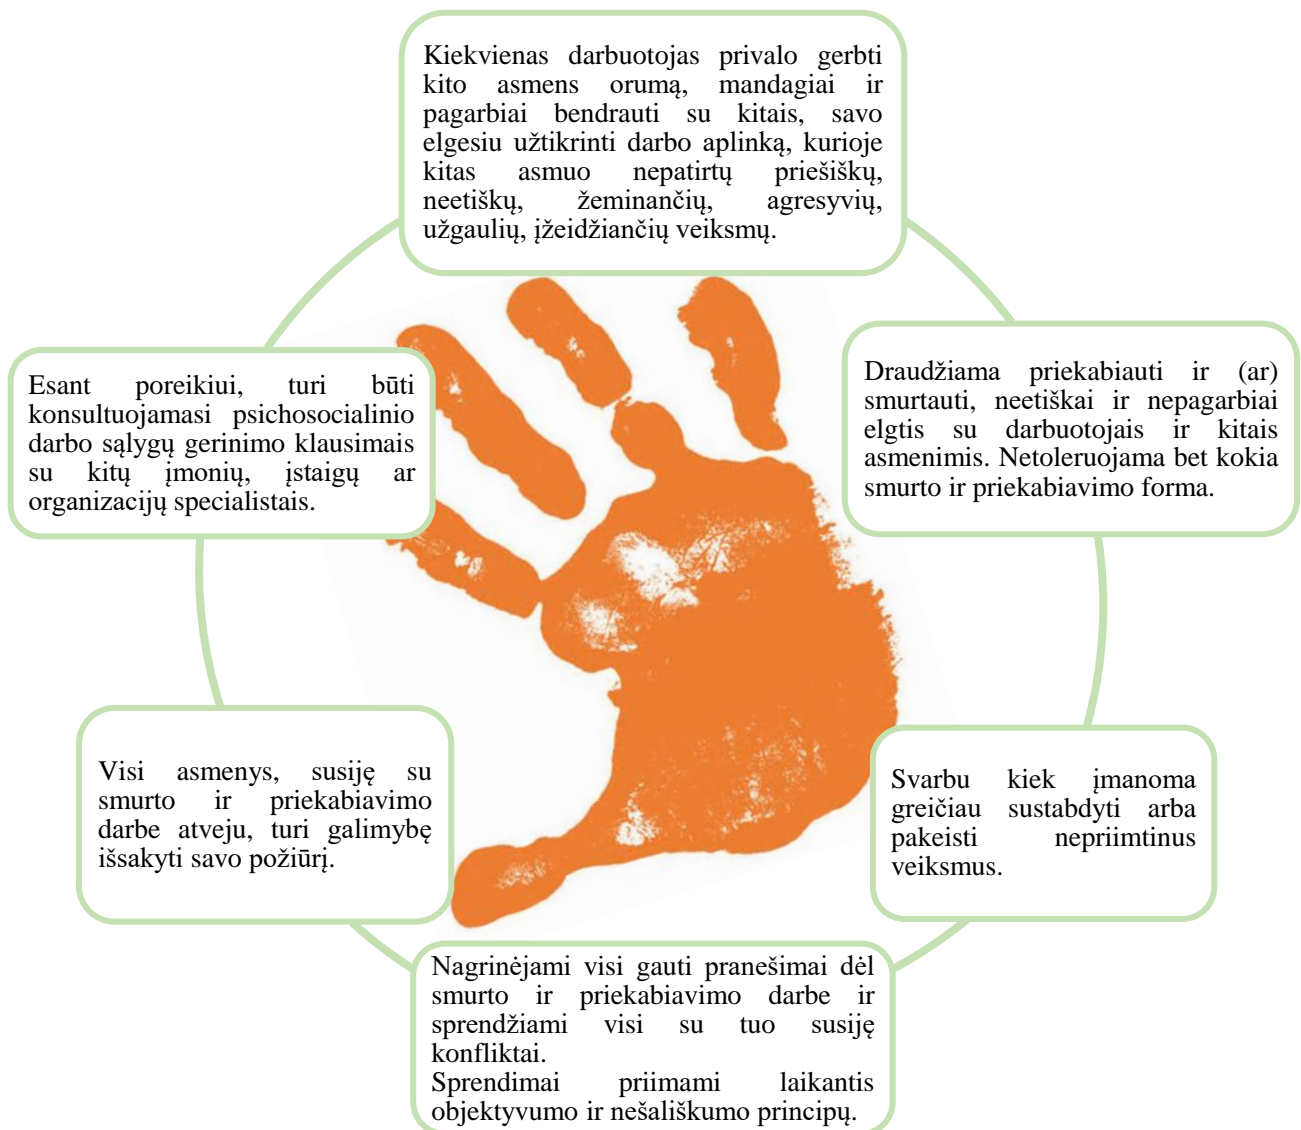 Kiekvienas darbuotojas privalo gerbti
kito asmens orumą, mandagiai ir
pagarbiai bendrauti su kitais, savo
elgesiu užtikrinti darbo aplinką, kurioje
kitas asmuo nepatirtų priešiškų,
neetiškų, žeminančių, agresyvių,
užgaulių, įžeidžiančių veiksmų.
Draudžiama priekabiauti ir (ar)
smurtauti, neetiškai ir nepagarbiai
elgtis su darbuotojais ir kitais
asmenimis. Netoleruojama bet kokia
smurto ir priekabiavimo forma.
Svarbu kiek įmanoma
greičiau sustabdyti arba
pakeisti nepriimtinus
veiksmus.
Nagrinėjami visi gauti pranešimai dėl
smurto ir priekabiavimo darbe ir
sprendžiami visi su tuo susiję
konfliktai.
Sprendimai priimami laikantis
objektyvumo ir nešališkumo principų.
Visi asmenys, susiję su
smurto ir priekabiavimo
darbe atveju, turi galimybę
išsakyti savo požiūrį.
Esant poreikiui, turi būti
konsultuojamasi psichosocialinio
darbo sąlygų gerinimo klausimais
su kitų įmonių, įstaigų ar
organizacijų specialistais.